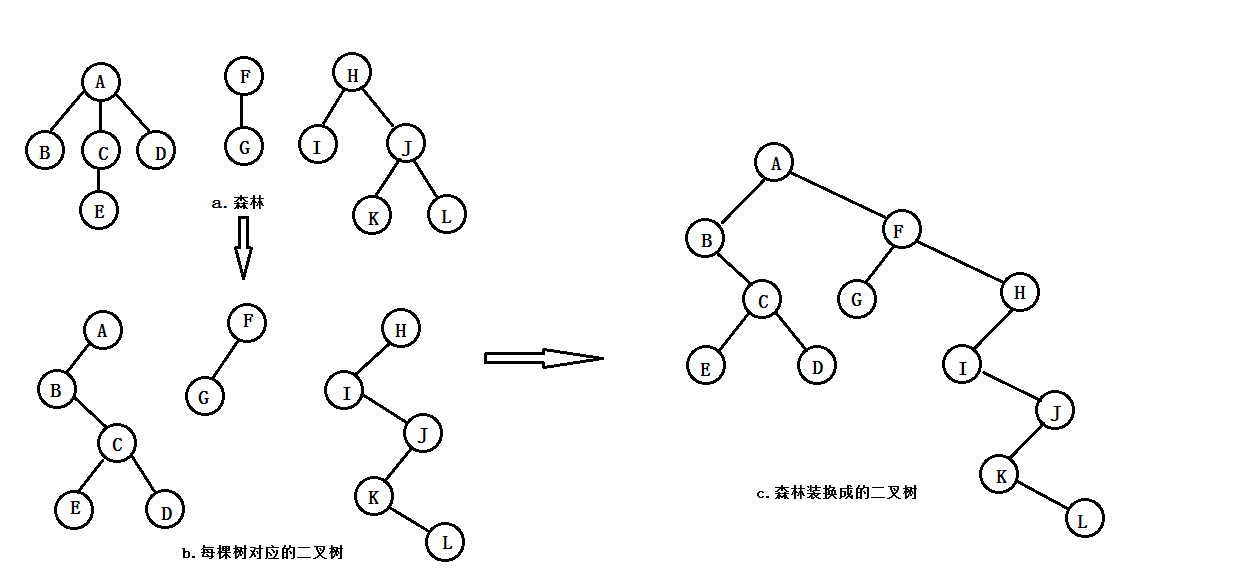 A F H
B C D G I J
E K L
a.森林
A F H
B G I
C J
E D K
L
b.每棵树对应的二叉树
A
B F
C G H
E D I
J
K
L
c.森林装换成的二叉树